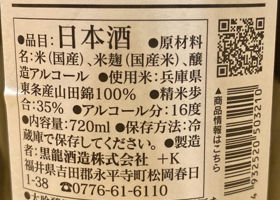 ●品目：日本酒 ●原材料
名：米(国産)、米麹(国産米)、醸
造アルコール ●使用米：兵庫県
東条産山田錦100% ●精米歩
合：35% ●アルコール分：16度
●内容量：720ml ●保存方法：冷
蔵庫で保存してください。 ●製造
者：黒龍酒造株式会社 +K
福井県吉田郡永平寺町松岡春日
1-38 ☎0776-61-6110
商品情報はこちら
4 932520 503210